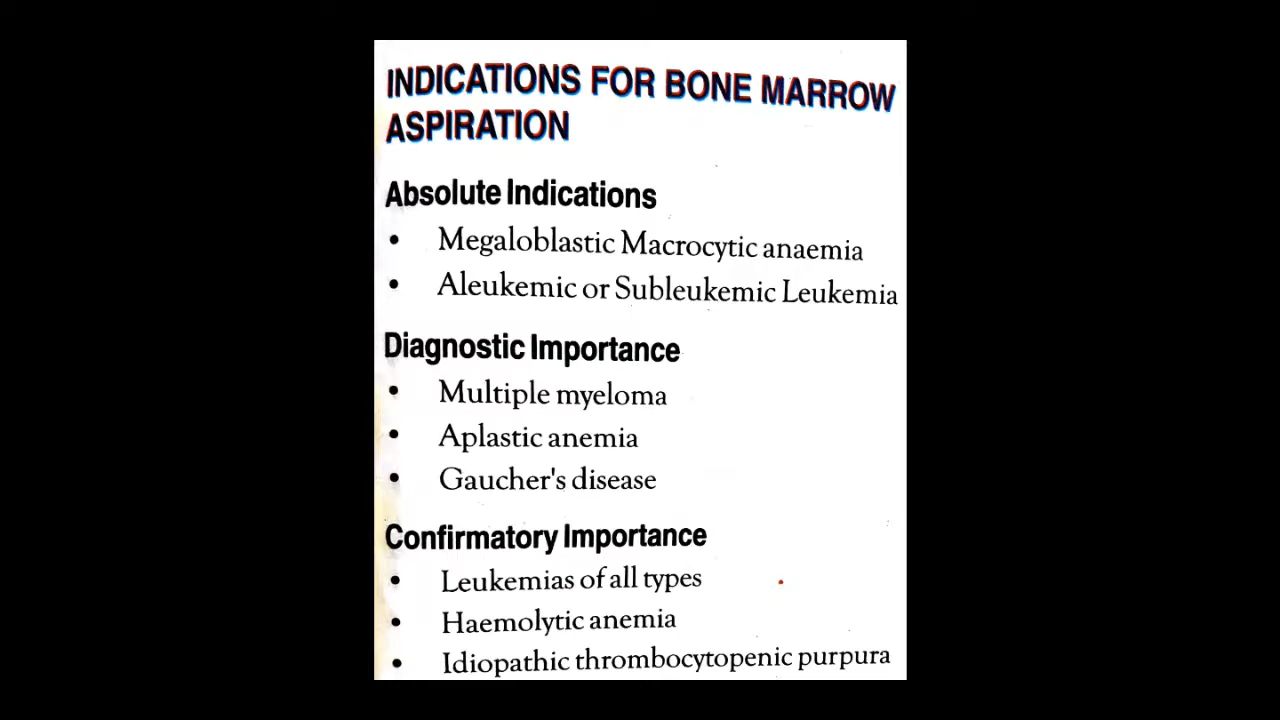 INDICATIONS FOR BONE MARROW
ASPIRATION
Absolute Indications
• Megaloblastic Macrocytic anaemia
• Aleukemic or Subleukemic Leukemia
Diagnostic Importance
• Multiple myeloma
• Aplastic anemia
• Gaucher's disease
Confirmatory Importance
• Leukemias of all types
• Haemolytic anemia
• Idiopathic thrombocytopenic purpura